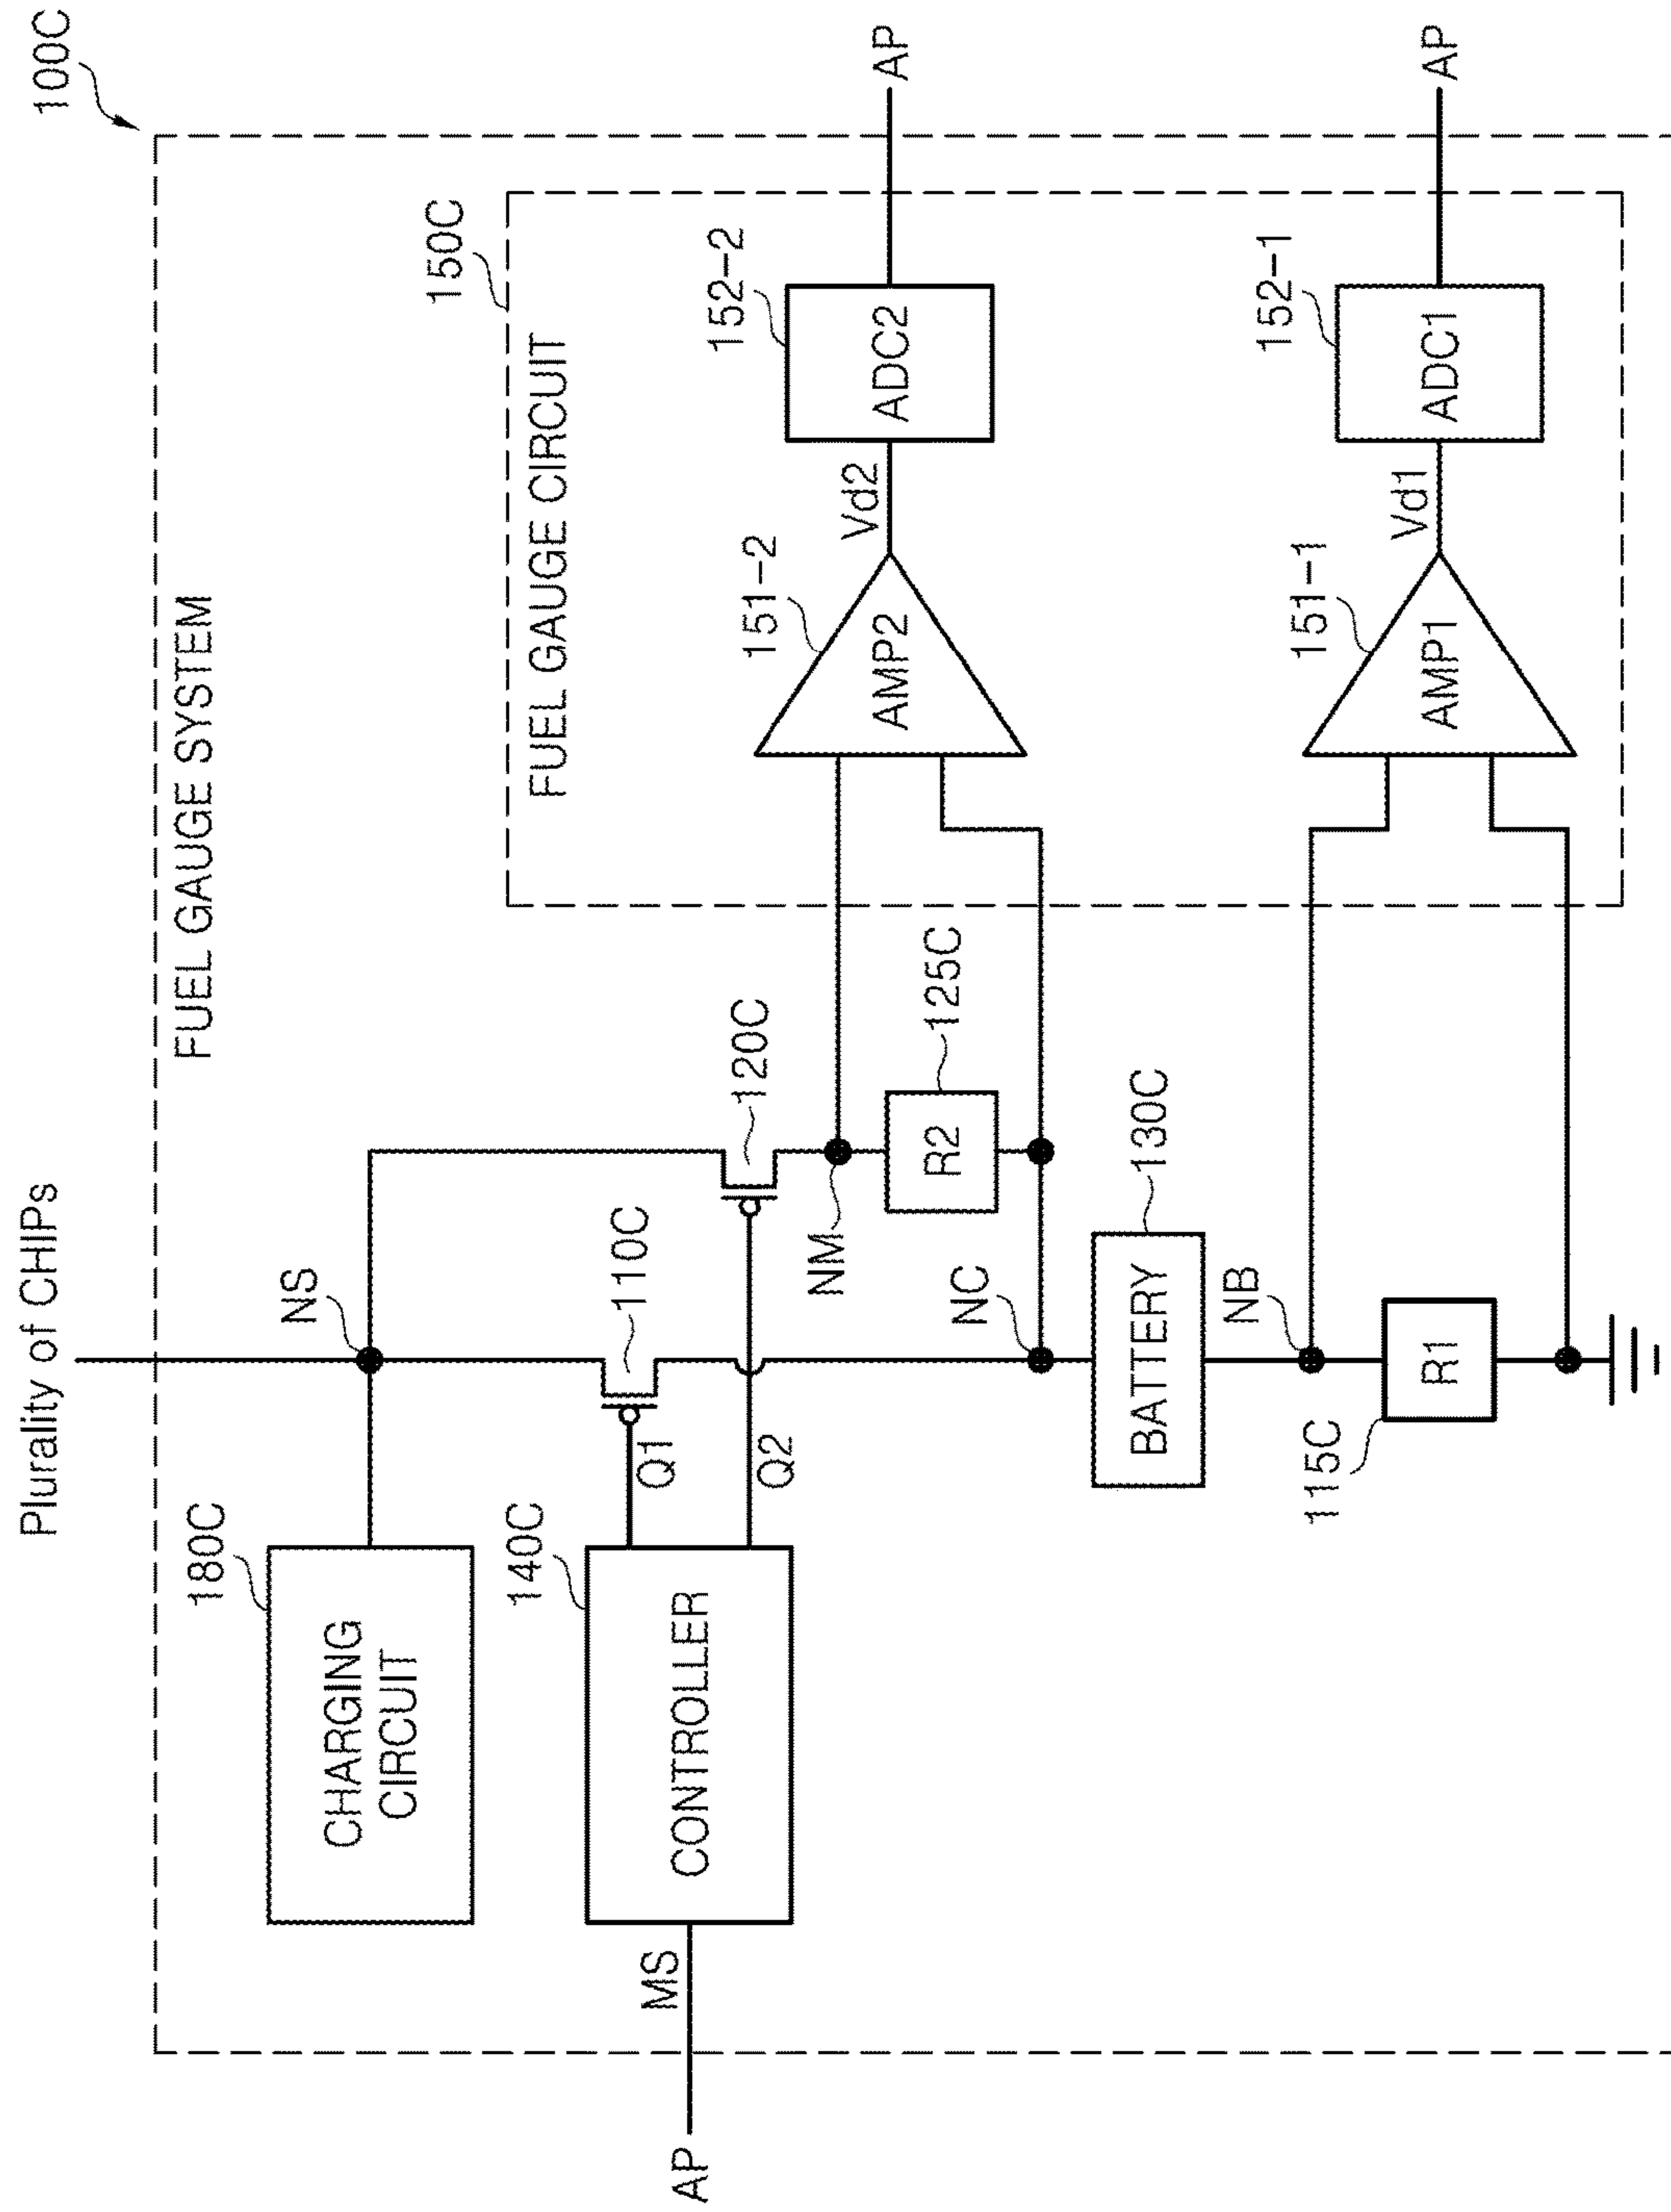 100C
Plurality of CHIPs
FUEL GAUGE SYSTEM
180C
CHARGING
CIRCUIT
NS
150C
FUEL GAUGE CIRCUIT
AP
MS
140C
CONTROLLER
Q1
Q2
110C
120C
NM
R2
125C
151-2
AMP2
Vd2
152-2
ADC2
AP
NC
BATTERY
130C
NB
115C
R1
151-1
AMP1
Vd1
152-1
ADC1
AP